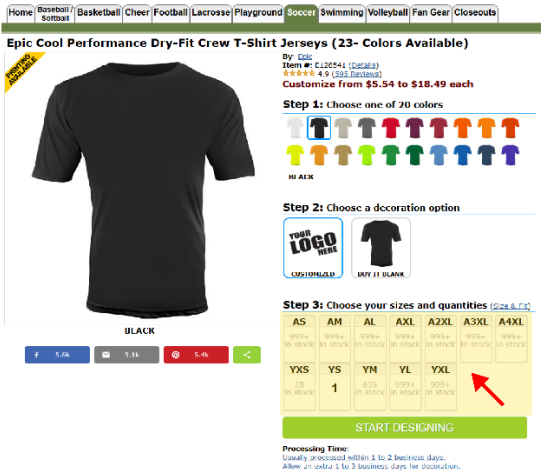 Home Baseball / Softball Basketball Cheer Football Lacrosse Playground Soccer Swimming Volleyball Fan Gear Closeouts
Epic Cool Performance Dry-Fit Crew T-Shirt Jerseys (23- Colors Available)
PRINTING AVAILABLE
By: Epic
Item #: E126541 (Details)
4.9 (595 Reviews)
Customize from $5.54 to $18.49 each
Step 1: Choose one of 20 colors
BLACK
Step 2: Choose a decoration option
YOUR LOGO HERE
CUSTOMIZED BUY IT BLANK
Step 3: Choose your sizes and quantities (Size & Fit)
AS AM AL AXL A2XL A3XL A4XL
999+ 999+ 999+ 999+ 999+ 999+ 999+
in stock in stock in stock in stock in stock in stock in stock
YXS YS YM YL YXL
28 1 835 999+ 999+
in stock in stock in stock in stock
BLACK
5.6k 5.1k 5.4k
START DESIGNING
Processing Time:
Usually processed within 1 to 2 business days.
Allow an extra 1 to 3 business days for decoration.